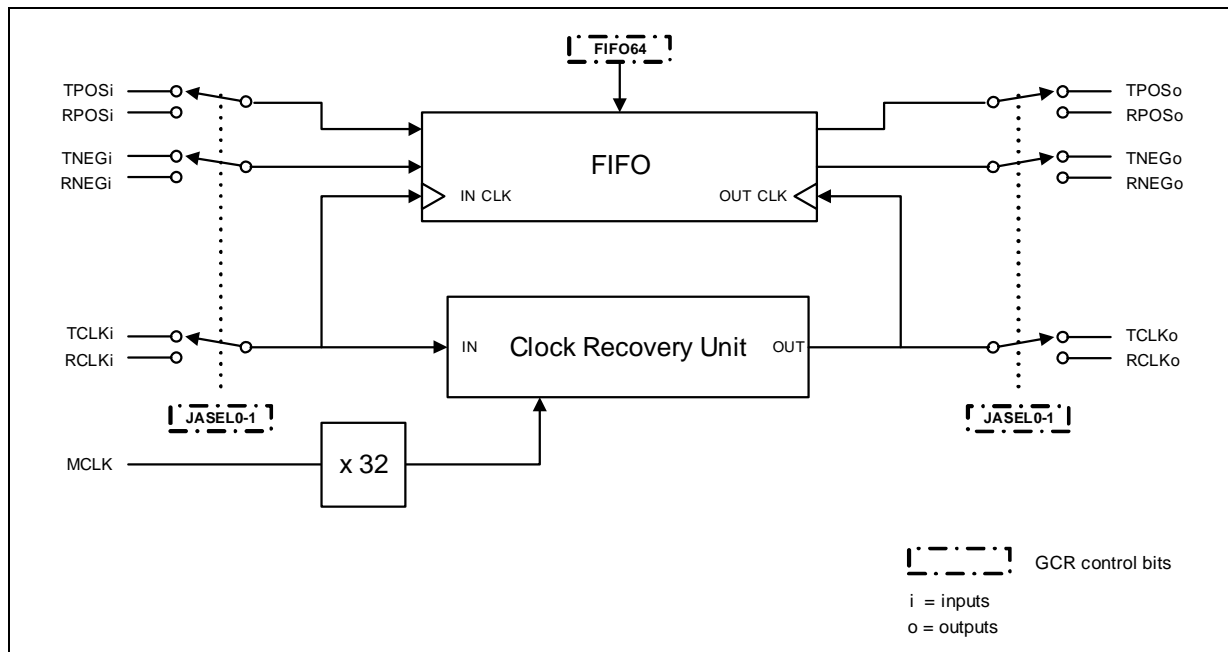 FIFO64
TPOSi
RPOSi
TNEGi
RNEGi
FIFO
IN CLK
OUT CLK
TPOSo
RPOSo
TNEGo
RNEGo
TCLKi
RCLKi
IN
Clock Recovery Unit
OUT
TCLKo
RCLKo
JASEL0-1
JASEL0-1
MCLK
x 32
GCR control bits
i = inputs
o = outputs